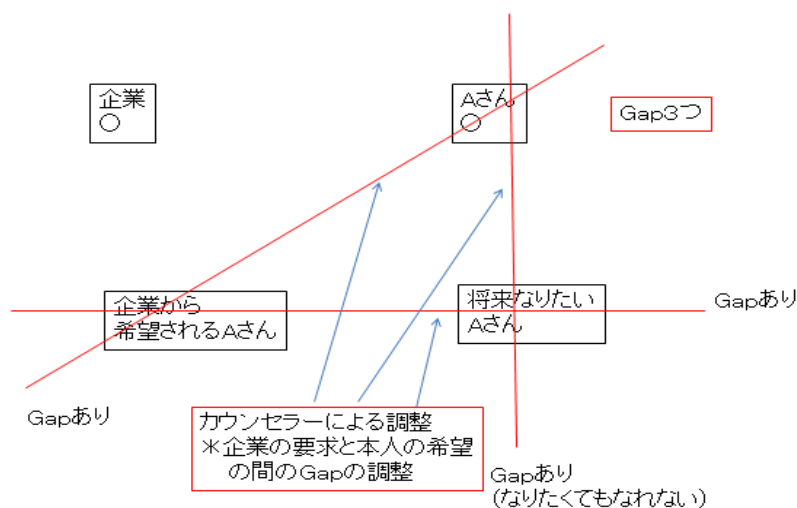 企業
○
Aさん
○
Gap3つ
企業から
希望されるAさん
将来なりたい
Aさん
Gapあり
Gapあり
カウンセラーによる調整
＊企業の要求と本人の希望
の間のGapの調整
Gapあり
（なりたくてもなれない）